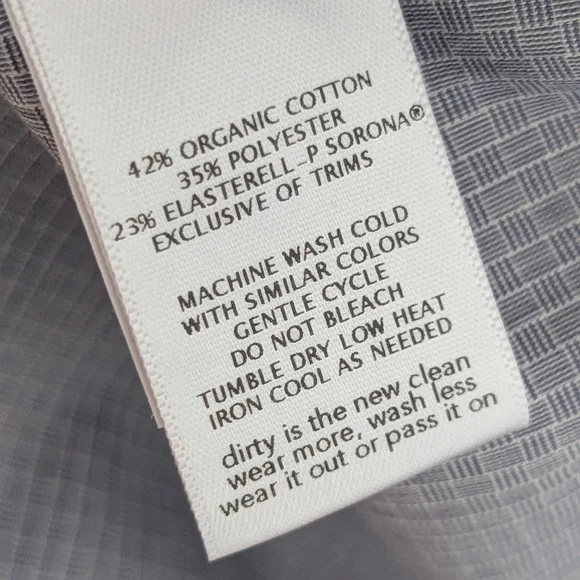 42% ORGANIC COTTON
35% POLYESTER
23% ELASTERELL-P SORONA®
EXCLUSIVE OF TRIMS
MACHINE WASH COLD
WITH SIMILAR COLORS
GENTLE CYCLE
DO NOT BLEACH
TUMBLE DRY LOW HEAT
IRON COOL AS NEEDED
dirty is the new clean
wear more, wash less
wear it out or pass it on